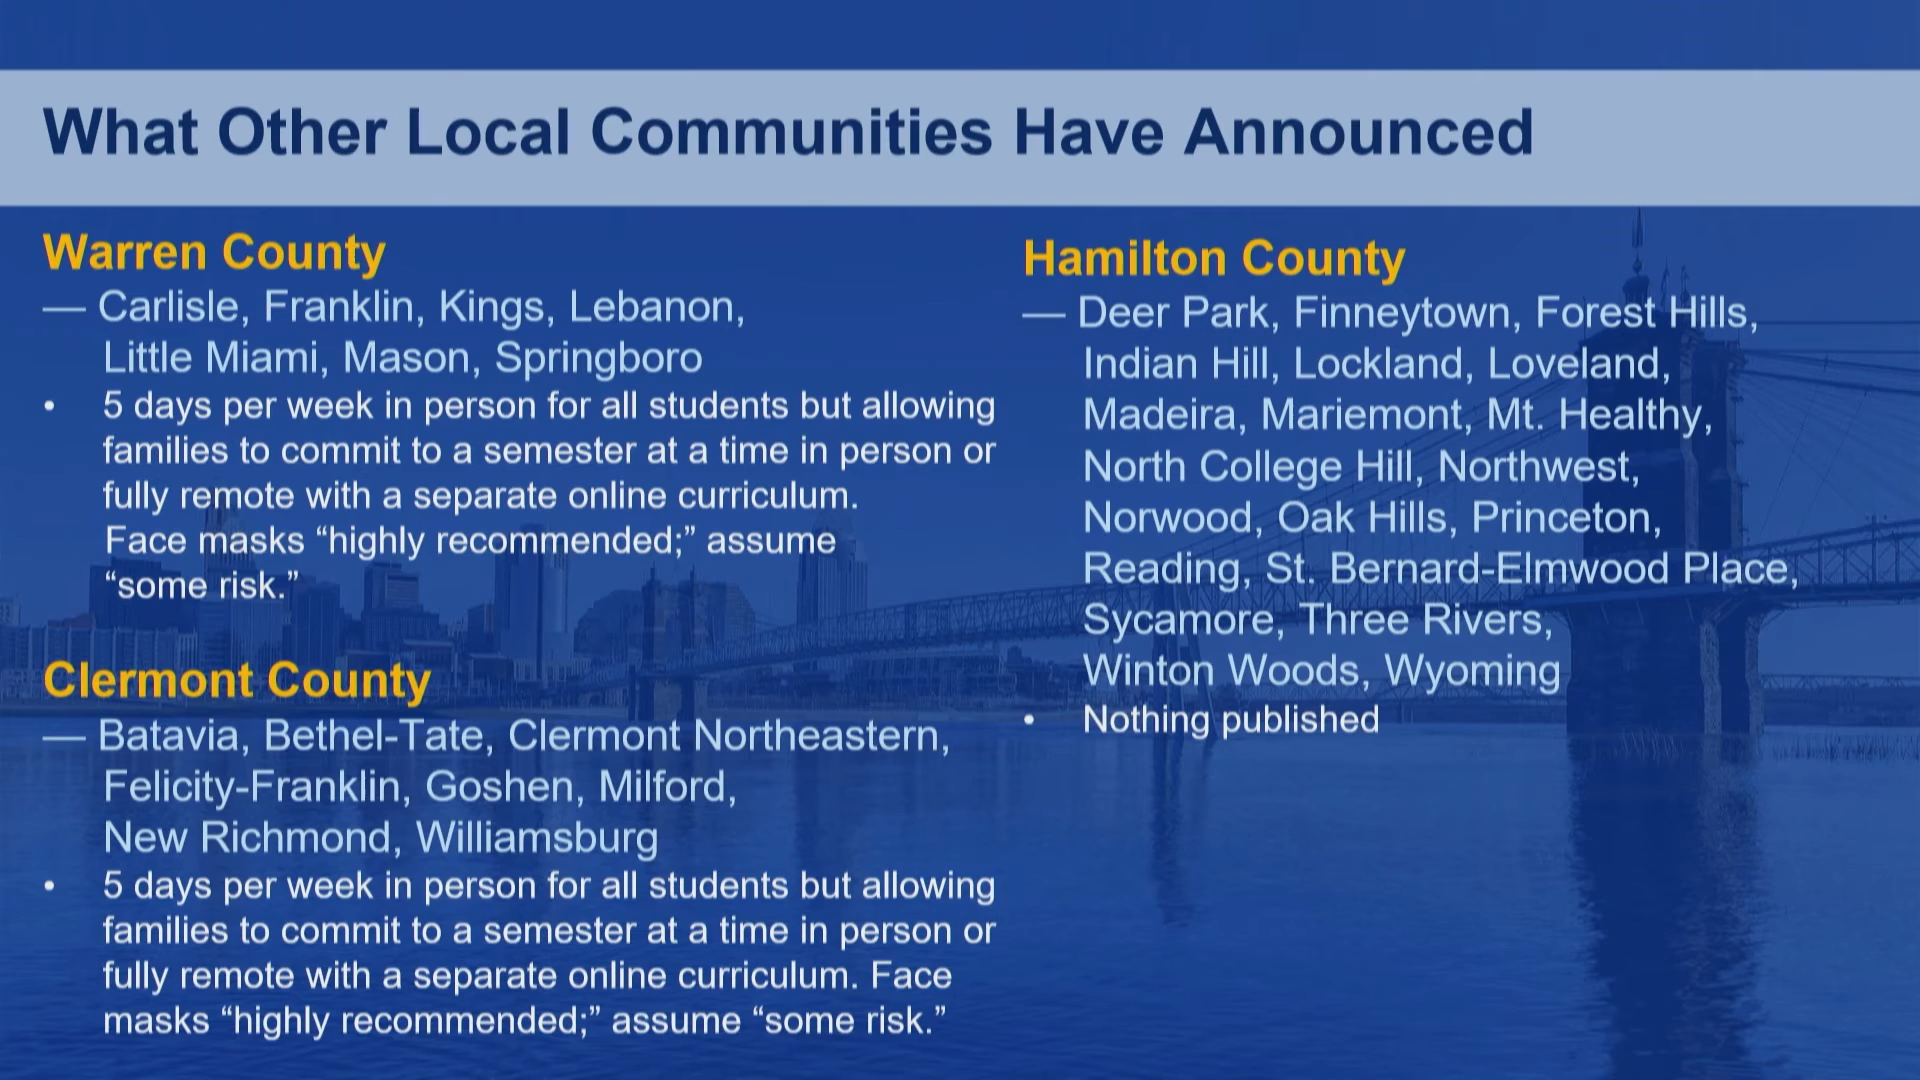 What Other Local Communities Have Announced
Warren County
— Carlisle, Franklin, Kings, Lebanon,
Little Miami, Mason, Springboro
• 5 days per week in person for all students but allowing
families to commit to a semester at a time in person or
fully remote with a separate online curriculum.
Face masks “highly recommended;” assume
“some risk.”
Clermont County
— Batavia, Bethel-Tate, Clermont Northeastern,
Felicity-Franklin, Goshen, Milford,
New Richmond, Williamsburg
• 5 days per week in person for all students but allowing
families to commit to a semester at a time in person or
fully remote with a separate online curriculum. Face
masks “highly recommended;” assume “some risk.”
Hamilton County
— Deer Park, Finneytown, Forest Hills,
Indian Hill, Lockland, Loveland,
Madeira, Mariemont, Mt. Healthy,
North College Hill, Northwest,
Norwood, Oak Hills, Princeton,
Reading, St. Bernard-Elmwood Place,
Sycamore, Three Rivers,
Winton Woods, Wyoming
• Nothing published